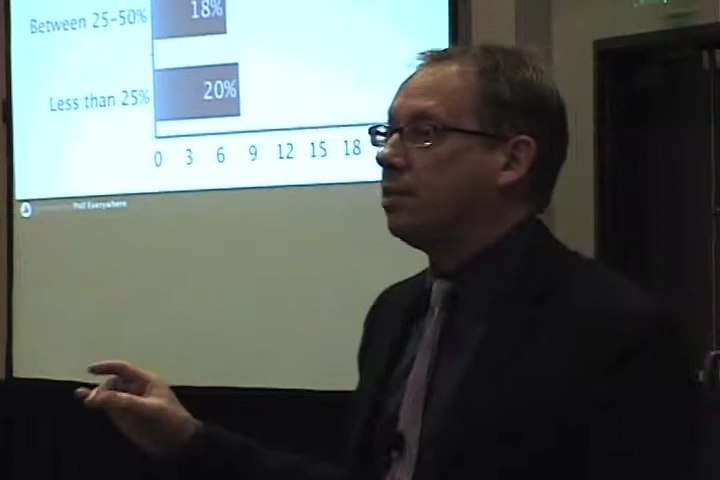 Between 25-50% 18%
Less than 25% 20%
0 3 6 9 12 15 18
Poll Everywhere